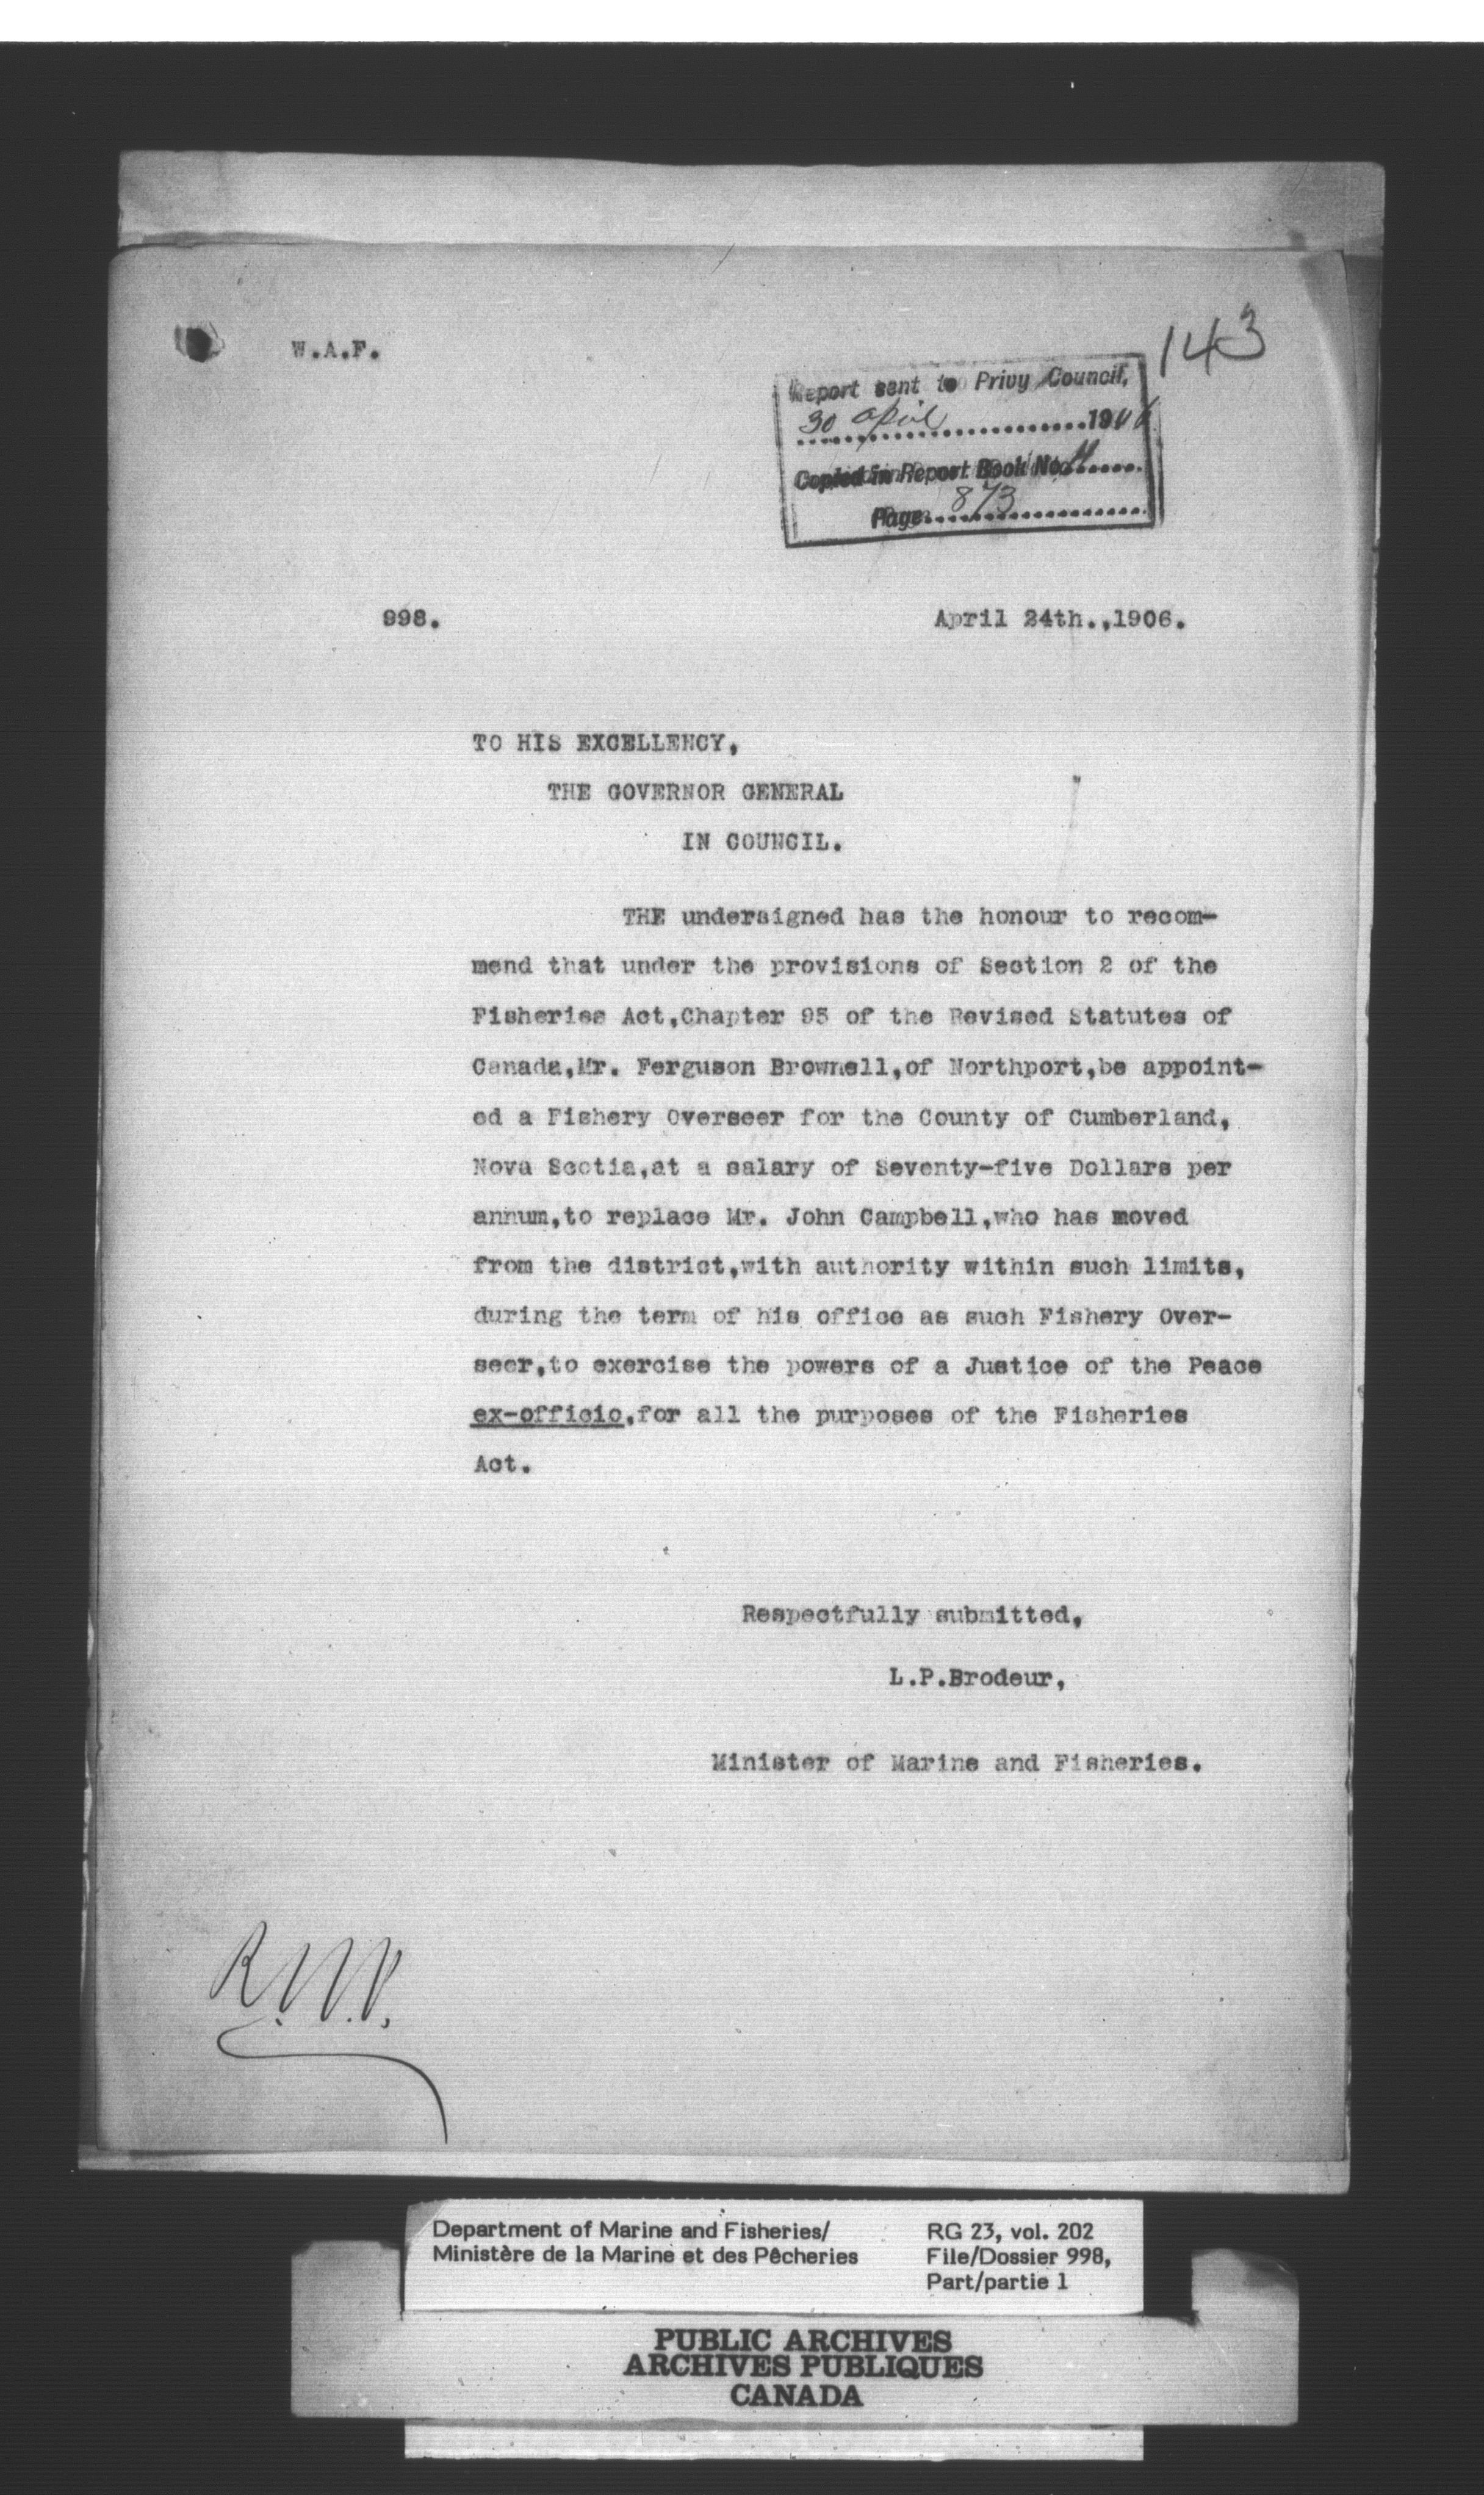 W.A.F.
143
Report sent to Privy Council,
30 April 1906
Copied in Report Book No.
Page. 873
998.
April 24th.,1906.
TO HIS EXCELLENCY,
THE GOVERNOR GENERAL
IN COUNCIL.
THE undersigned has the honour to recom-
mend that under the provisions of Section 2 of the
Fisheries Act,Chapter 95 of the Revised Statutes of
Canada,Mr. Ferguson Brownell,of Northport,be appoint-
ed a Fishery Overseer for the County of Cumberland,
Nova Scotia,at a salary of Seventy-five Dollars per
annum,to replace Mr. John Campbell,who has moved
from the district,with authority within such limits,
during the term of his office as such Fishery Over-
seer,to exercise the powers of a Justice of the Peace
ex-officio,for all the purposes of the Fisheries
Act.
Respectfully submitted,
L.P.Brodeur,
Minister of Marine and Fisheries.
Department of Marine and Fisheries/
Ministère de la Marine et des Pêcheries
RG 23, vol. 202
File/Dossier 998,
Part/partie 1
PUBLIC ARCHIVES
ARCHIVES PUBLIQUES
CANADA